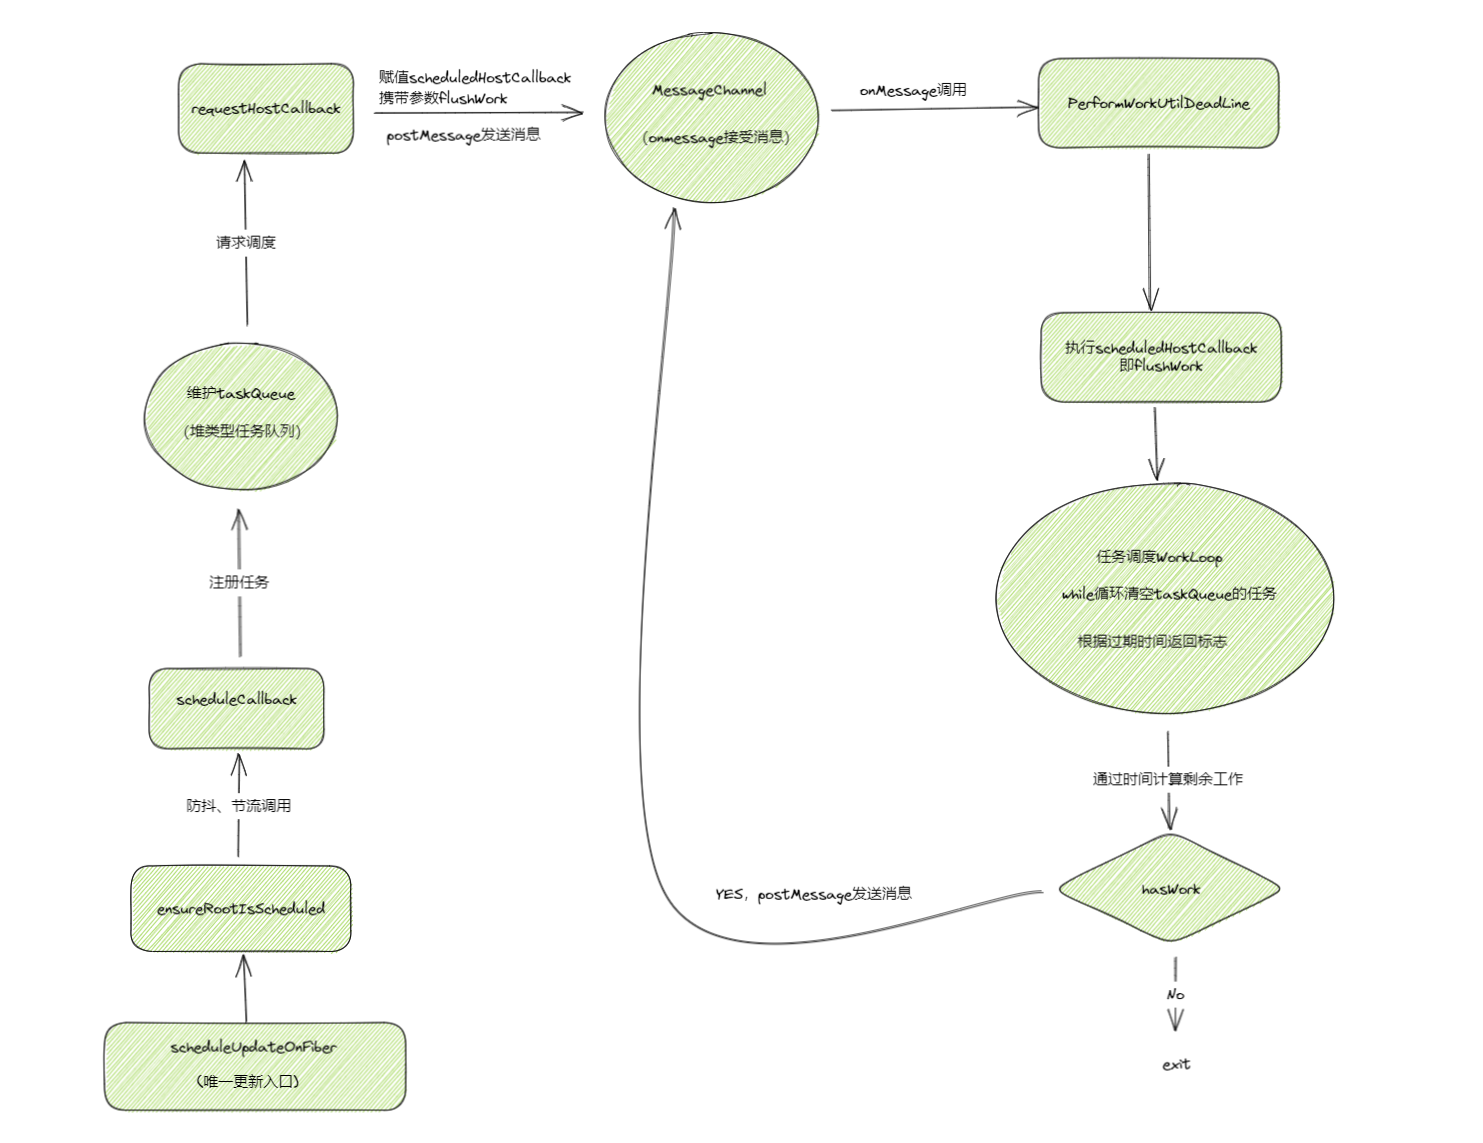 requestHostCallback
赋值scheduledHostCallback
携带参数flushWork
postMessage发送消息
MessageChannel
(onmessage接受消息)
onMessage调用
PerformWorkUtilDeadLine
请求调度
执行scheduledHostCallback
即flushWork
维护taskQueue
(堆类型任务队列)
任务调度WorkLoop
while循环清空taskQueue的任务
根据过期时间返回标志
注册任务
scheduleCallback
通过时间计算剩余工作
防抖、节流调用
hasWork
YES，postMessage发送消息
ensureRootIsScheduled
No
scheduleUpdateOnFiber
(唯一更新入口)
exit